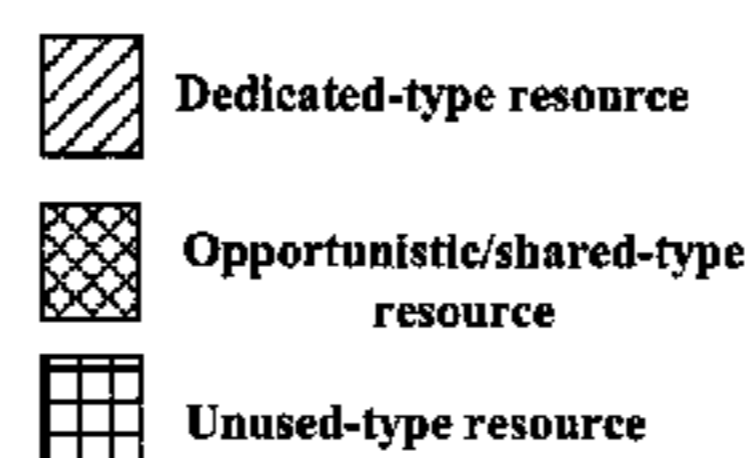 Dedicated-type resource
Opportunistic/shared-type
resource
Unused-type resource